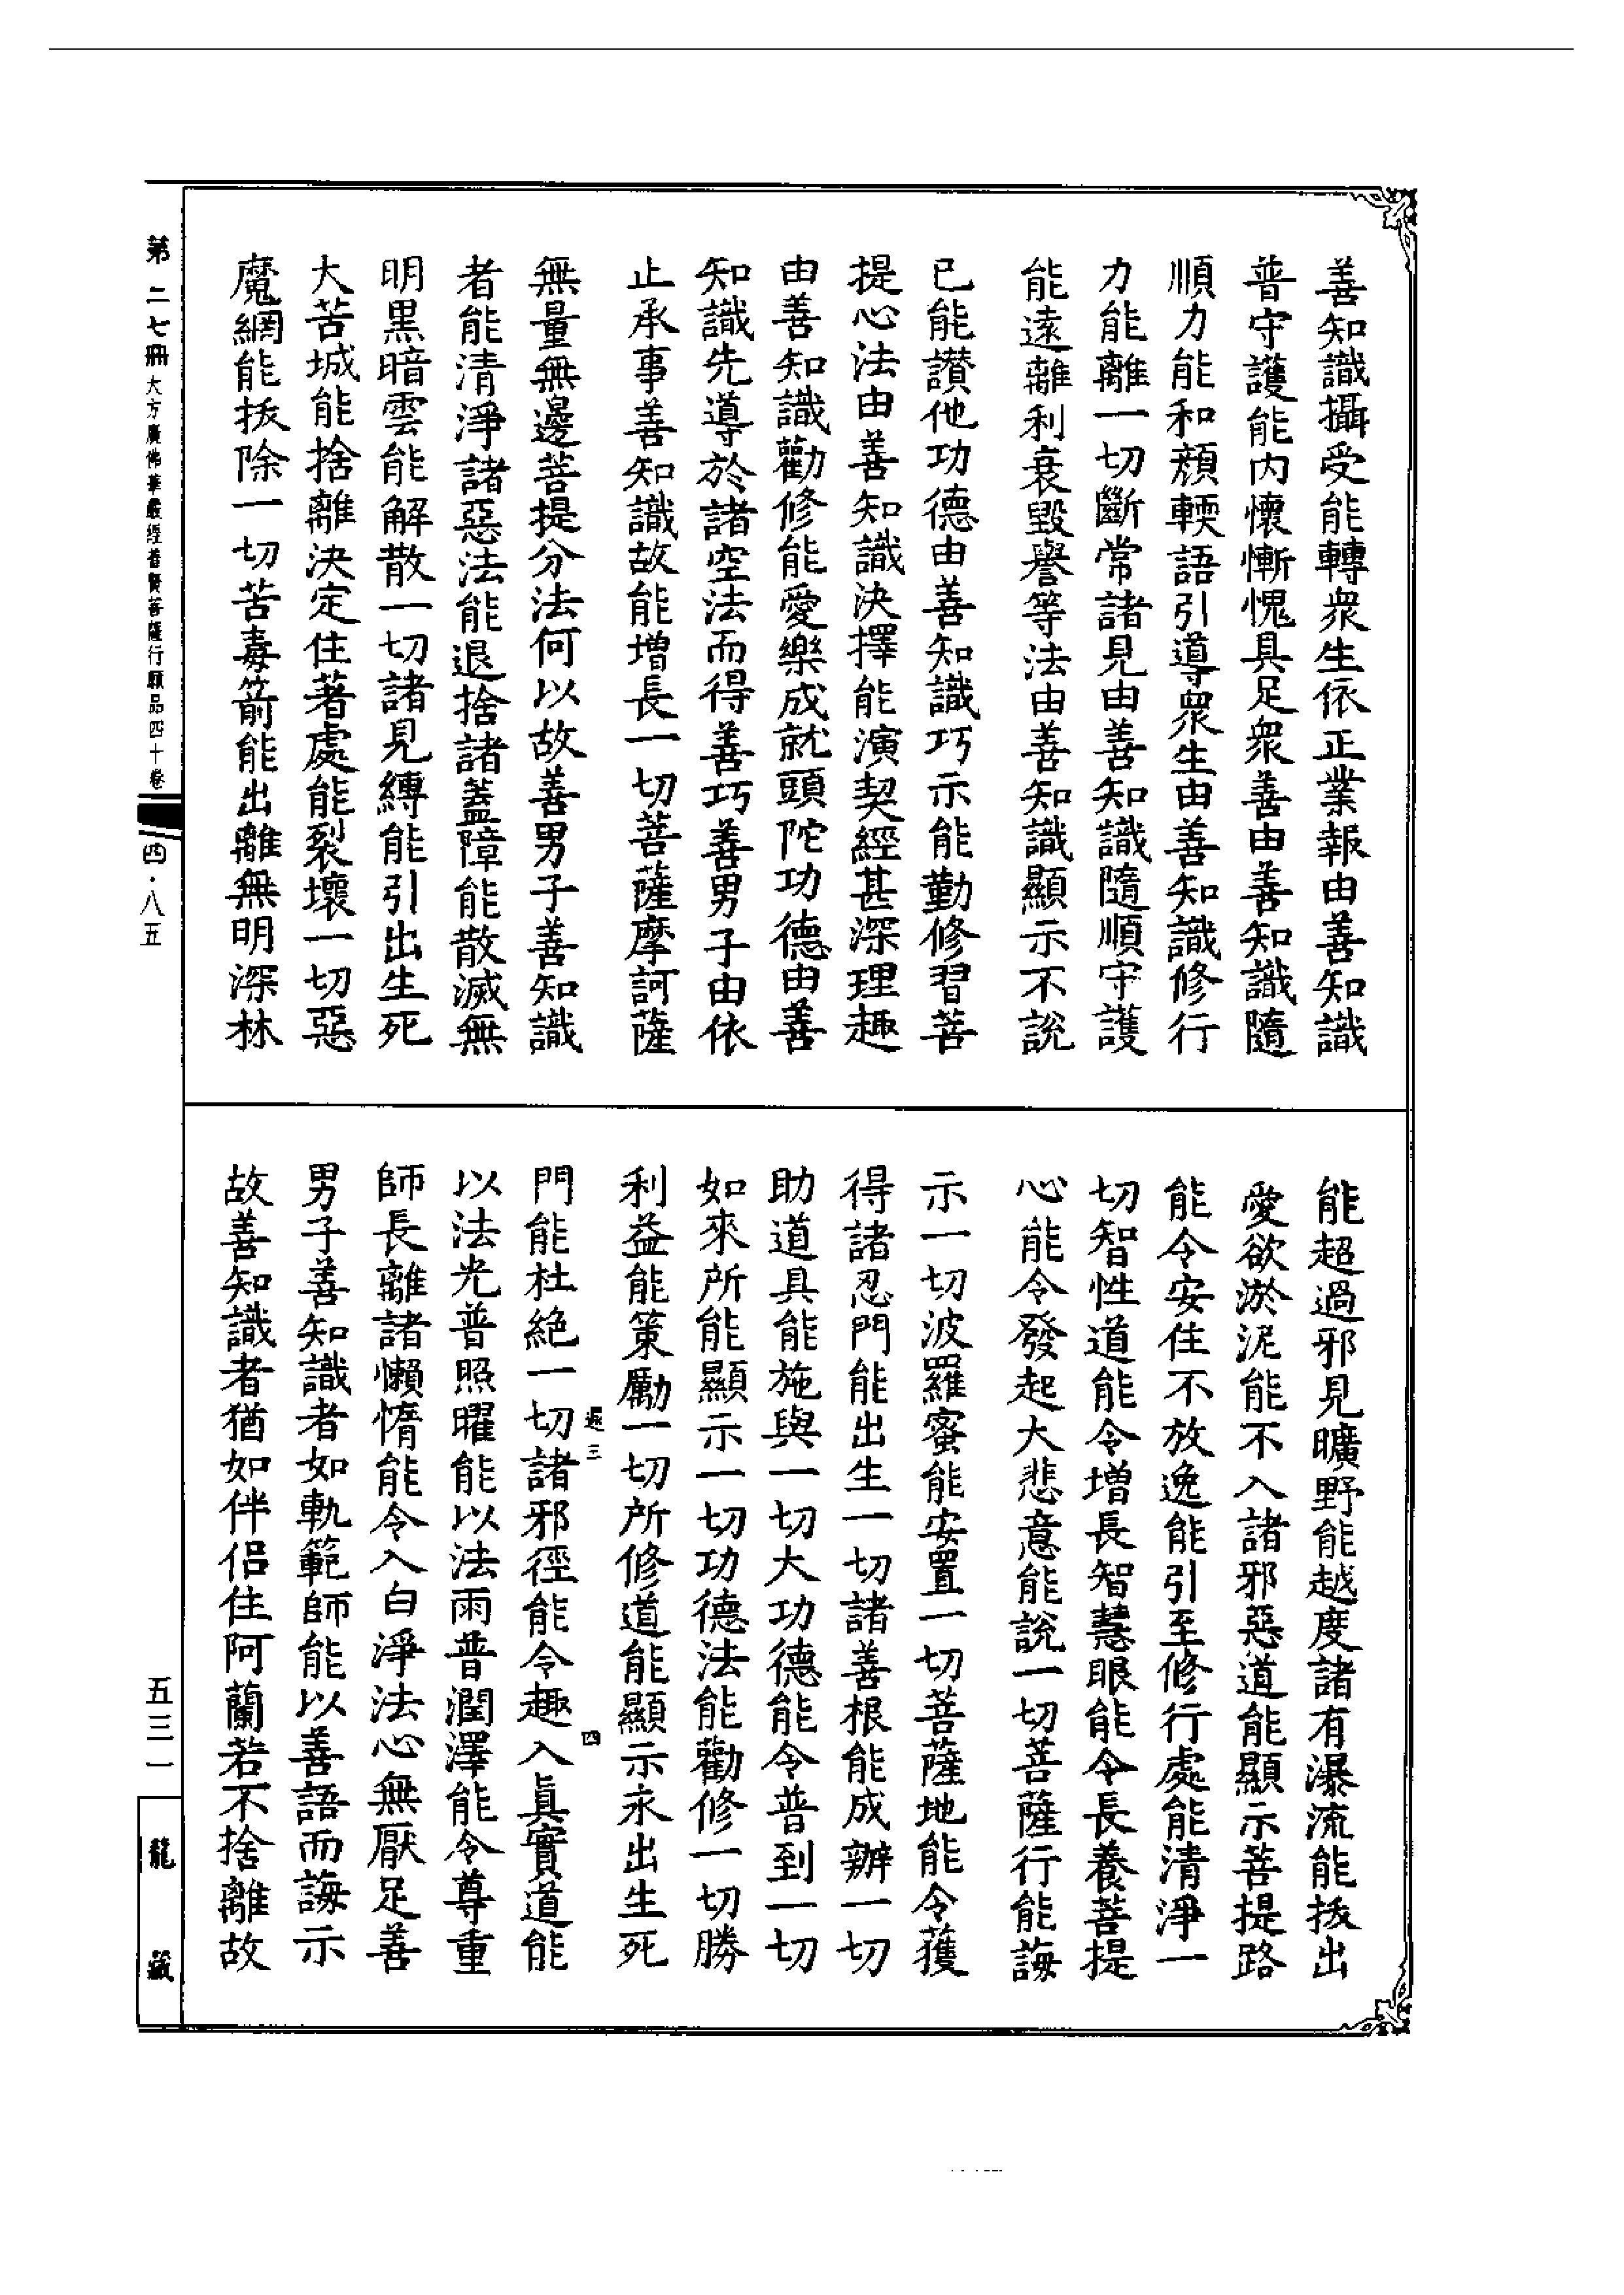 善知識攝受能轉衆生依正業報由善知識
普守護能内懷慚愧具足衆善由善知識隨
順力能和顏輭語引導衆生由善知識修行
力能離一切斷常諸見由善知識隨順守護
能遠離利衰毀譽等法由善知識顯示不說
已能讃他功德由善知識巧示能勤修習菩
提心法由善知識決擇能演契經甚深理趣
由善知識勸修能愛樂成就頭陀功德由善
知識先導於諸空法而得善巧善男子由依
止承事善知識故能增長一切菩薩摩訶薩
無量無邊菩提分法何以故善男子善知識
者能清淨諸惡法能退捨諸蓋障能散滅無
明黑暗雲能解散一切諸見縛能引出生死
大苦城能捨離決定住著處能裂壞一切惡
魔網能拔除一切苦毒箭能出離無明深林
能超過邪見曠野能越度諸有瀑流能拔出
愛欲淤泥能不入諸邪惡道能顯示菩提路
能令安住不放逸能引至修行處能清淨一
切智性道能令增長智慧眼能令長養菩提
心能令發起大悲意能說一切菩薩行能誨
示一切波羅蜜能安置一切菩薩地能令獲
得諸忍門能出生一切諸善根能成辦一切
助道具能施與一切大功德能令普到一切
如來所能顯示一切功德法能勸修一切勝
利益能策勵一切所修道能顯示永出生死
遐三
四
門能杜絕一切諸邪徑能令趣入真實道能
以法光普照曜能以法雨普潤澤能令尊重
師長離諸懶惰能令入白淨法心無厭足善
男子善知識者如軌範師能以善語而誨示
故善知識者猶如伴侶住阿蘭若不捨離故
第二七冊 大方廣佛華嚴經普賢菩薩行願品四十卷
四·八五
五三一
龍藏